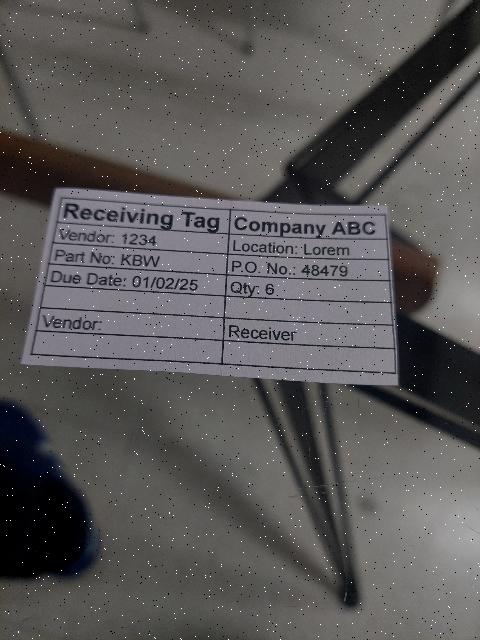 Receiving Tag
Company ABC
Vendor: 1234
Location: Lorem
Part No: KBW
P.O. No.: 48479
Due Date: 01/02/25
Qty: 6
Vendor:
Receiver